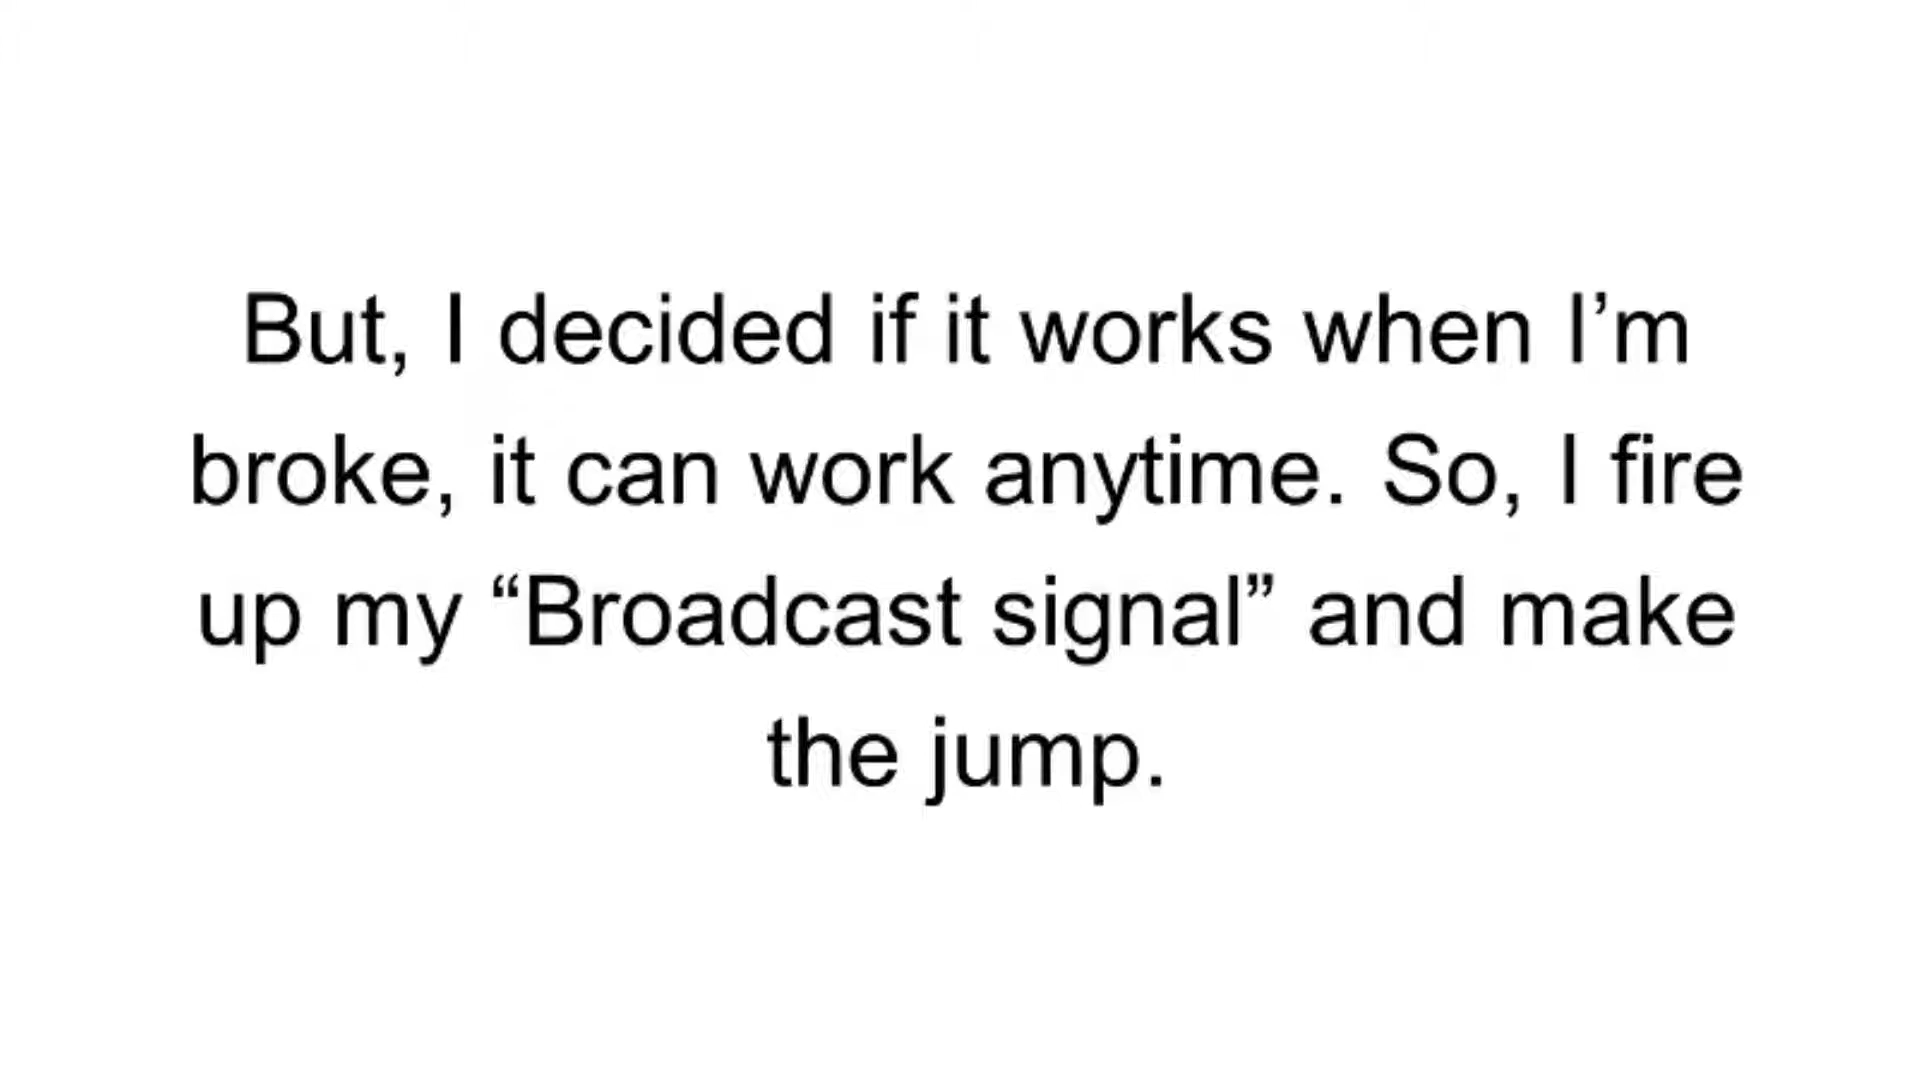 But, I decided if it works when I’m
broke, it can work anytime. So, I fire
up my “Broadcast signal” and make
the jump.